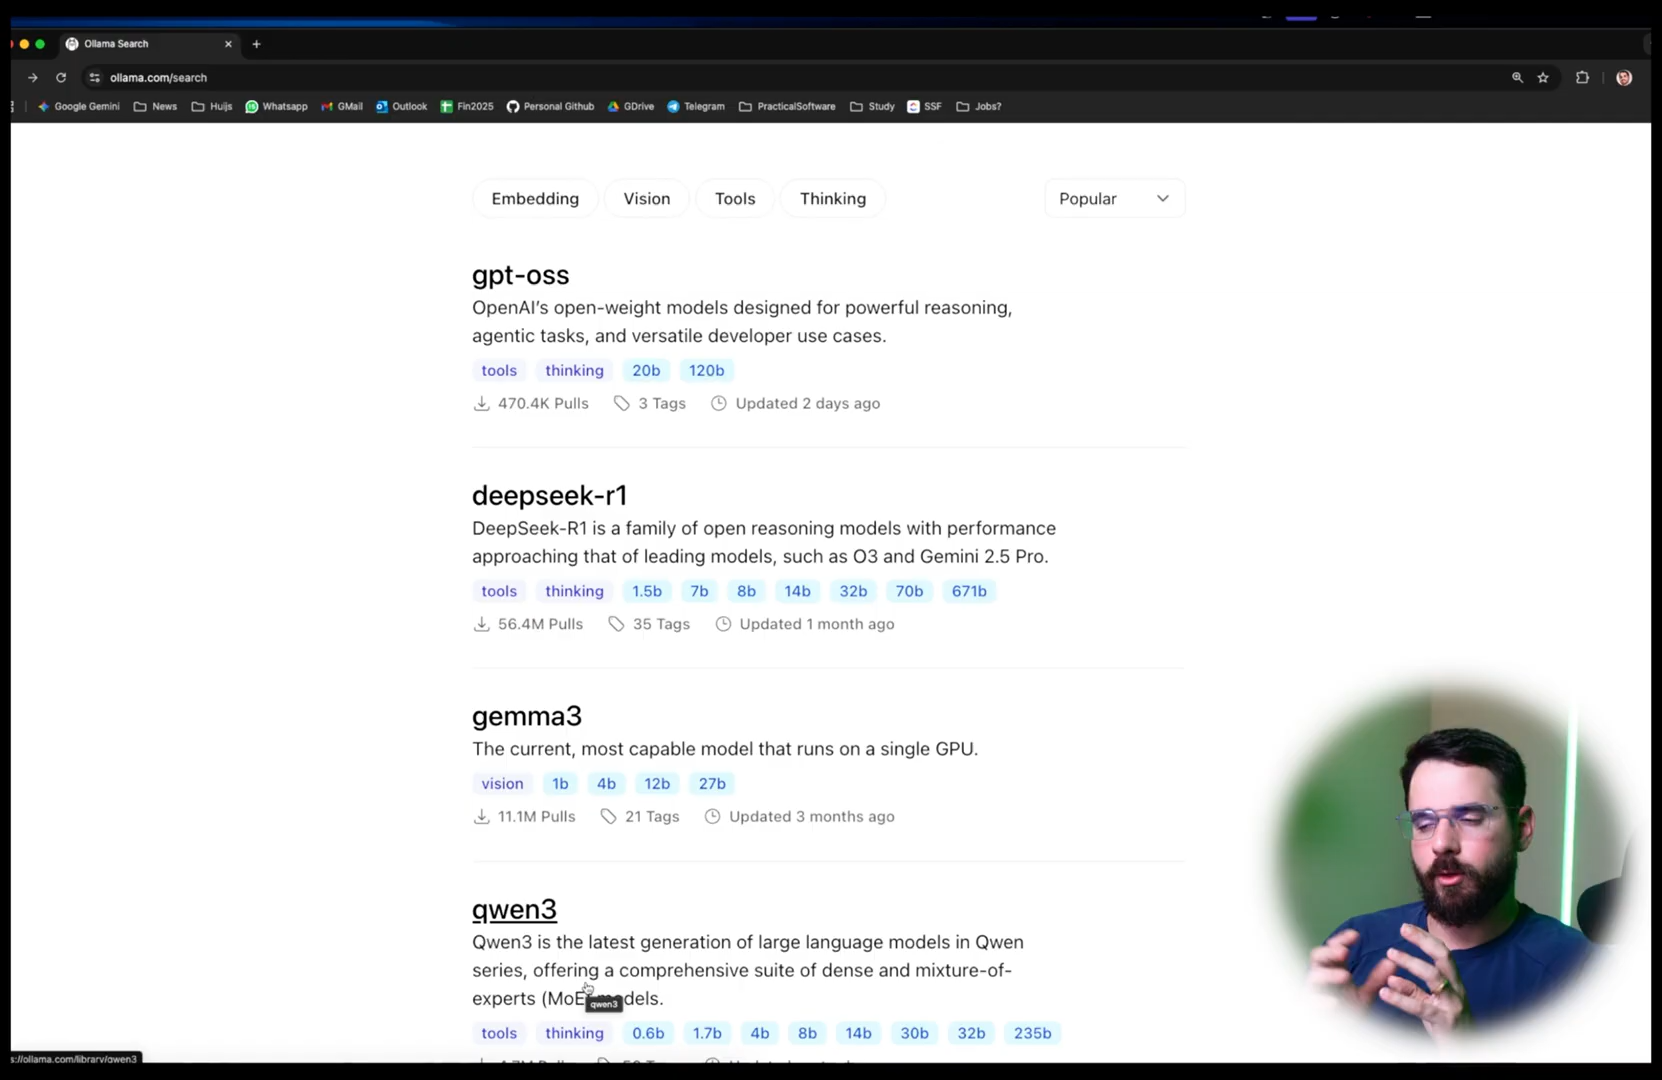 Ollama Search
ollama.com/search
Google Gemini News Huijs Whatsapp GMail Outlook Fin2025 Personal Github GDrive Telegram PracticalSoftware Study SSF Jobs?
Embedding Vision Tools Thinking Popular
gpt-oss
OpenAI’s open-weight models designed for powerful reasoning,
agentic tasks, and versatile developer use cases.
tools thinking 20b 120b
470.4K Pulls 3 Tags Updated 2 days ago
deepseek-r1
DeepSeek-R1 is a family of open reasoning models with performance
approaching that of leading models, such as O3 and Gemini 2.5 Pro.
tools thinking 1.5b 7b 8b 14b 32b 70b 671b
56.4M Pulls 35 Tags Updated 1 month ago
gemma3
The current, most capable model that runs on a single GPU.
vision 1b 4b 12b 27b
11.1M Pulls 21 Tags Updated 3 months ago
qwen3
Qwen3 is the latest generation of large language models in Qwen
series, offering a comprehensive suite of dense and mixture-of-
experts (MoE) models.
qwen3
tools thinking 0.6b 1.7b 4b 8b 14b 30b 32b 235b
s://ollama.com/library/qwen3